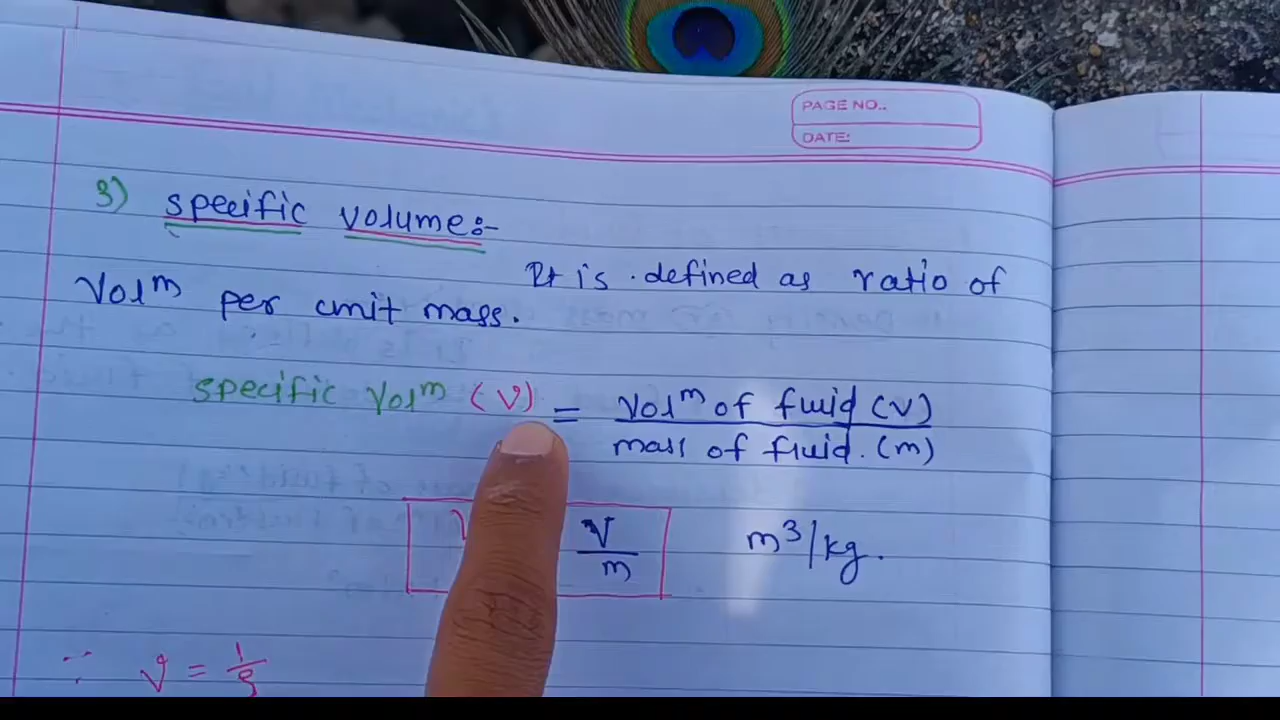 PAGE NO..
DATE:
3) specific volume:-
It is defined as ratio of
Volᵐ per unit mass.
specific Volᵐ (v) = Volᵐ of fluid (V) / mass of fluid. (m)
V / m m³/kg.
∵ v = 1/ρ